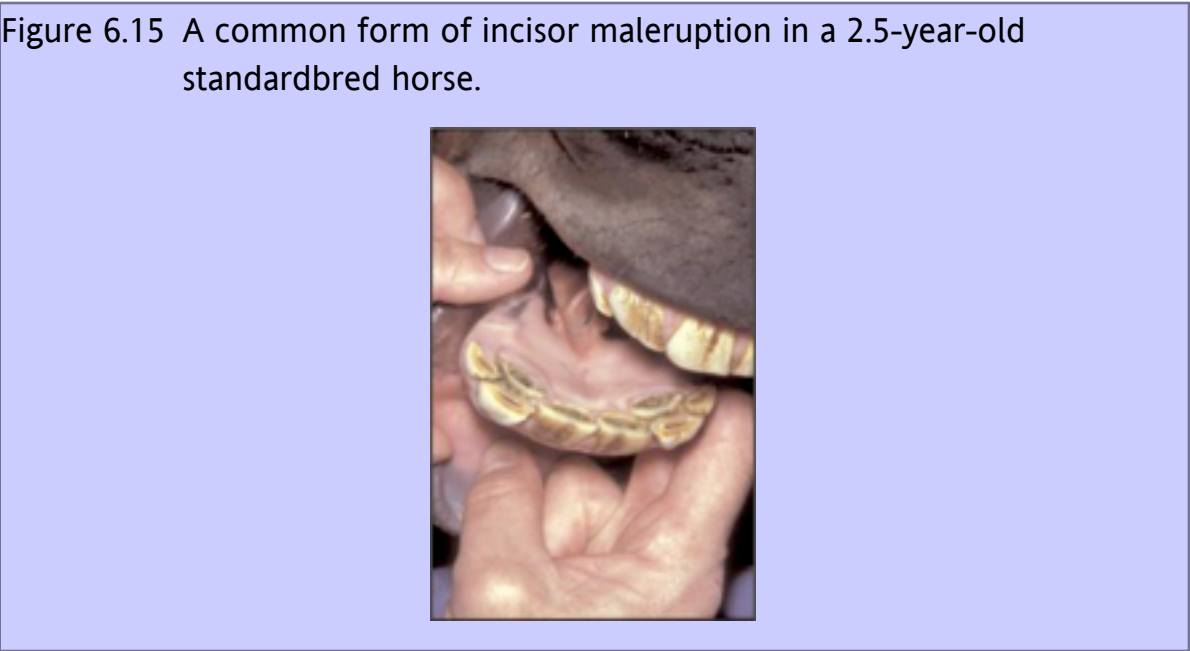 Figure 6.15 A common form of incisor maleruption in a 2.5-year-old
standardbred horse.